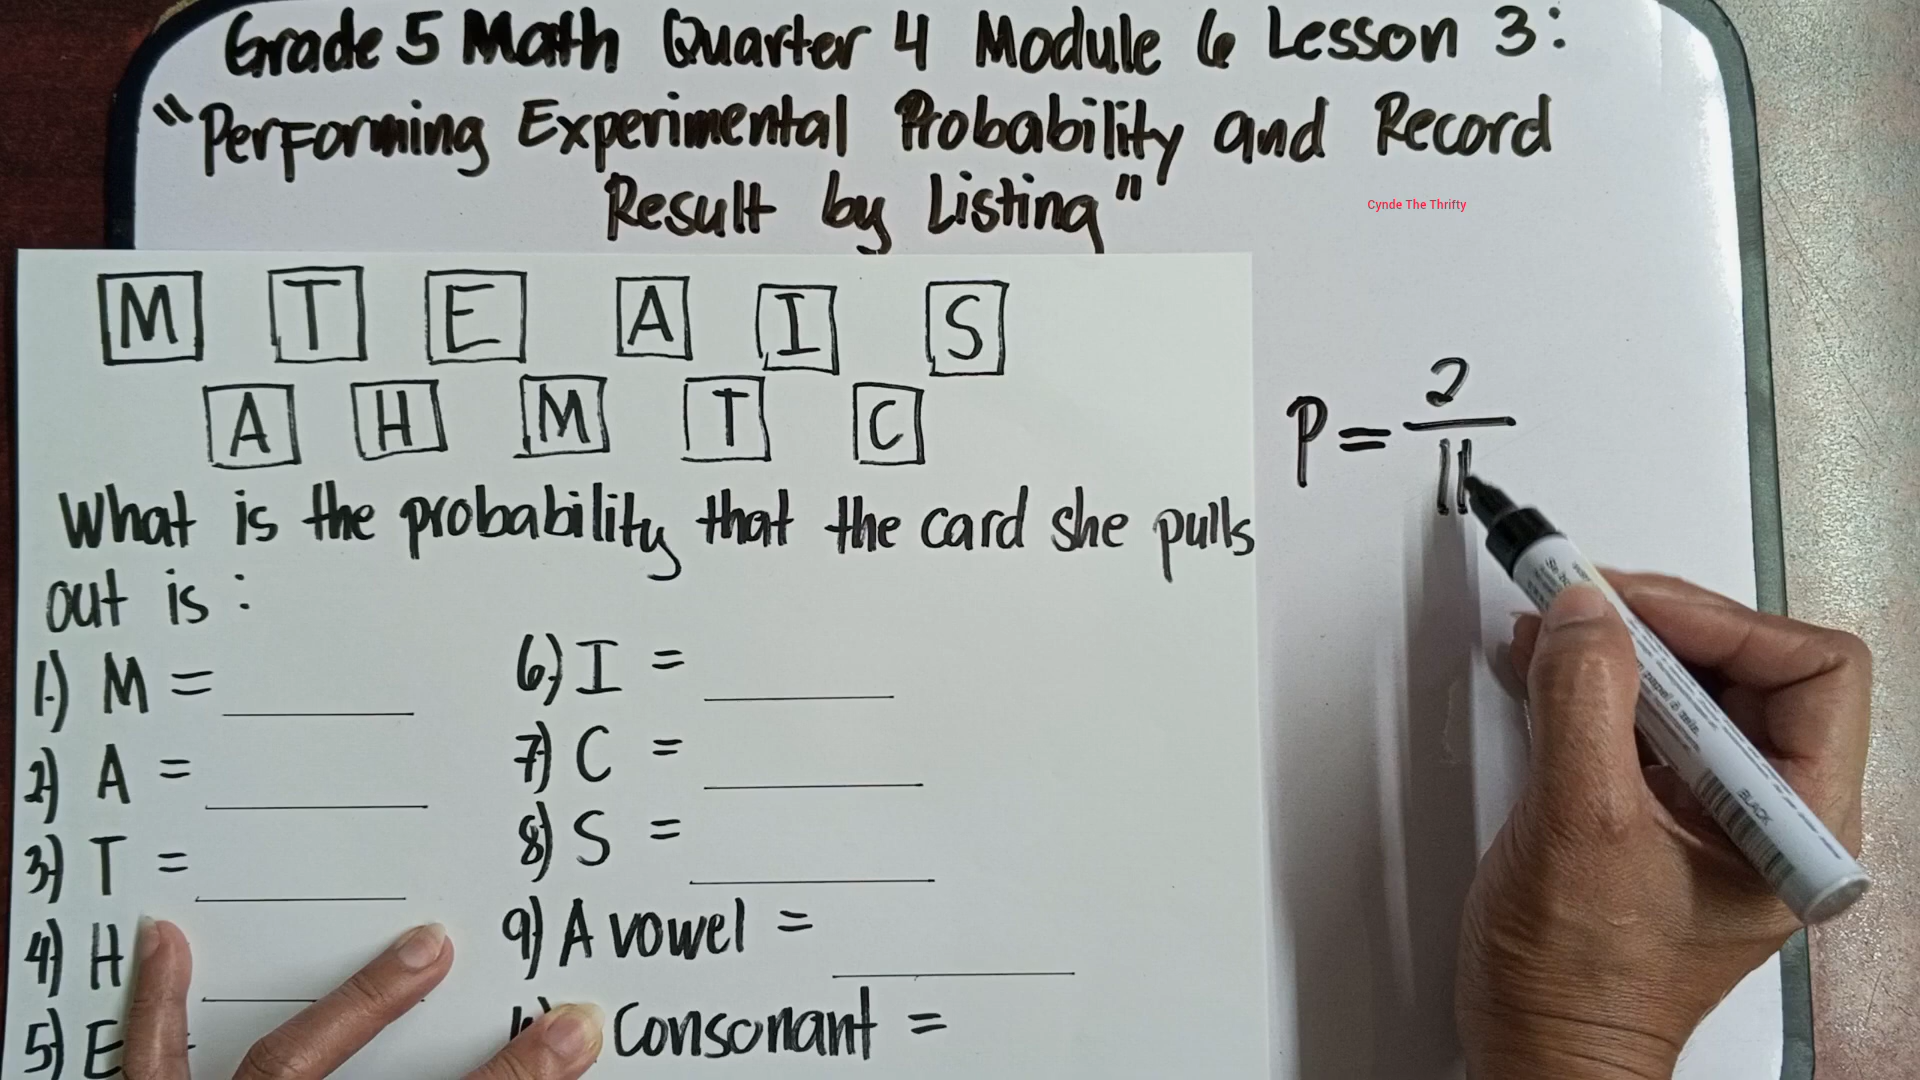 Grade 5 Math Quarter 4 Module 6 Lesson 3:
"Performing Experimental Probability and Record
Result by Listing"
Cynde The Thrifty
M T E A I S
A H M T C
What is the probability that the card she pulls
out is :
1) M =
2) A =
3) T =
4) H
5) E =
6) I =
7) C =
8) S =
9) A vowel =
Consonant =
P = 2
11
BLACK